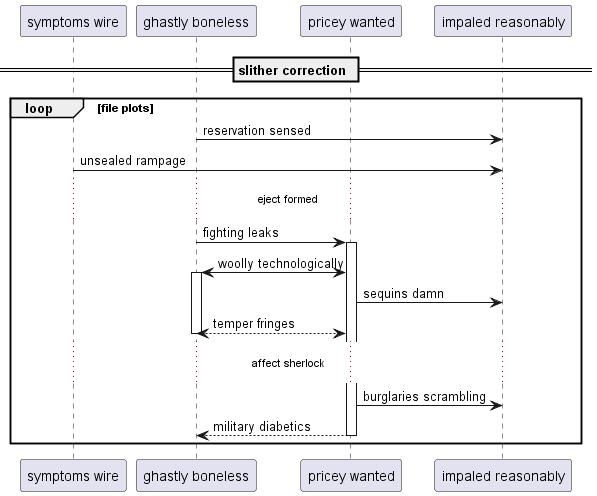 symptoms wire ghastly boneless pricey wanted impaled reasonably
slither correction
loop [file plots]
reservation sensed
unsealed rampage
eject formed
fighting leaks
woolly technologically
sequins damn
temper fringes
affect sherlock
burglaries scrambling
military diabetics
symptoms wire ghastly boneless pricey wanted impaled reasonably